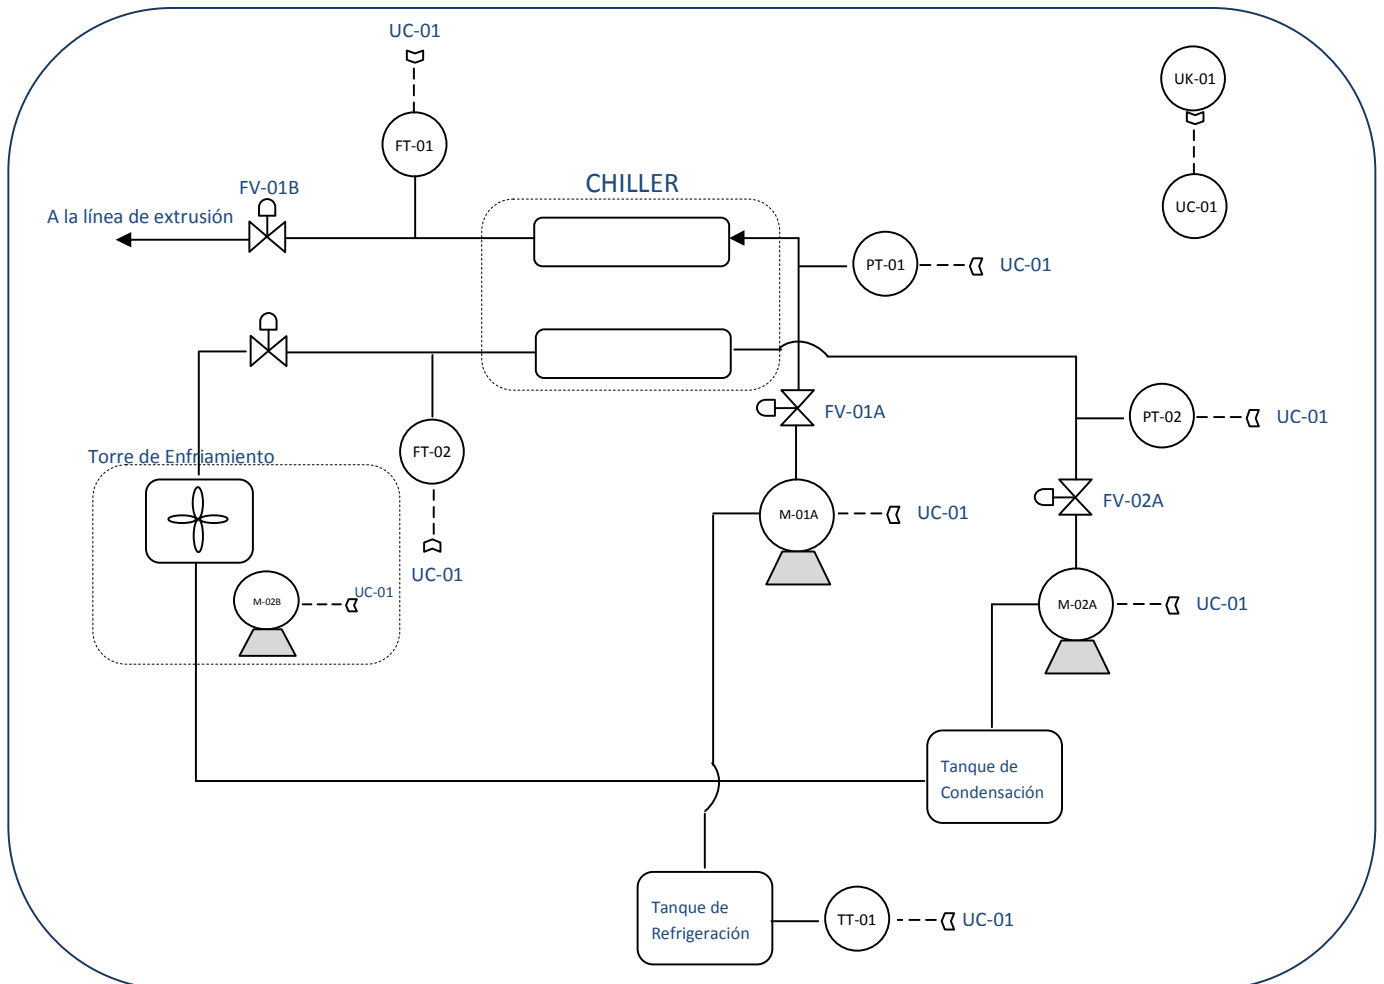 UC-01
UK-01
FT-01
CHILLER
FV-01B
A la línea de extrusión
UC-01
PT-01
UC-01
FV-01A
PT-02
UC-01
FT-02
Torre de Enfriamiento
FV-02A
M-01A
UC-01
UC-01
M-02B
UC-01
M-02A
UC-01
Tanque de
Condensación
Tanque de
Refrigeración
TT-01
UC-01